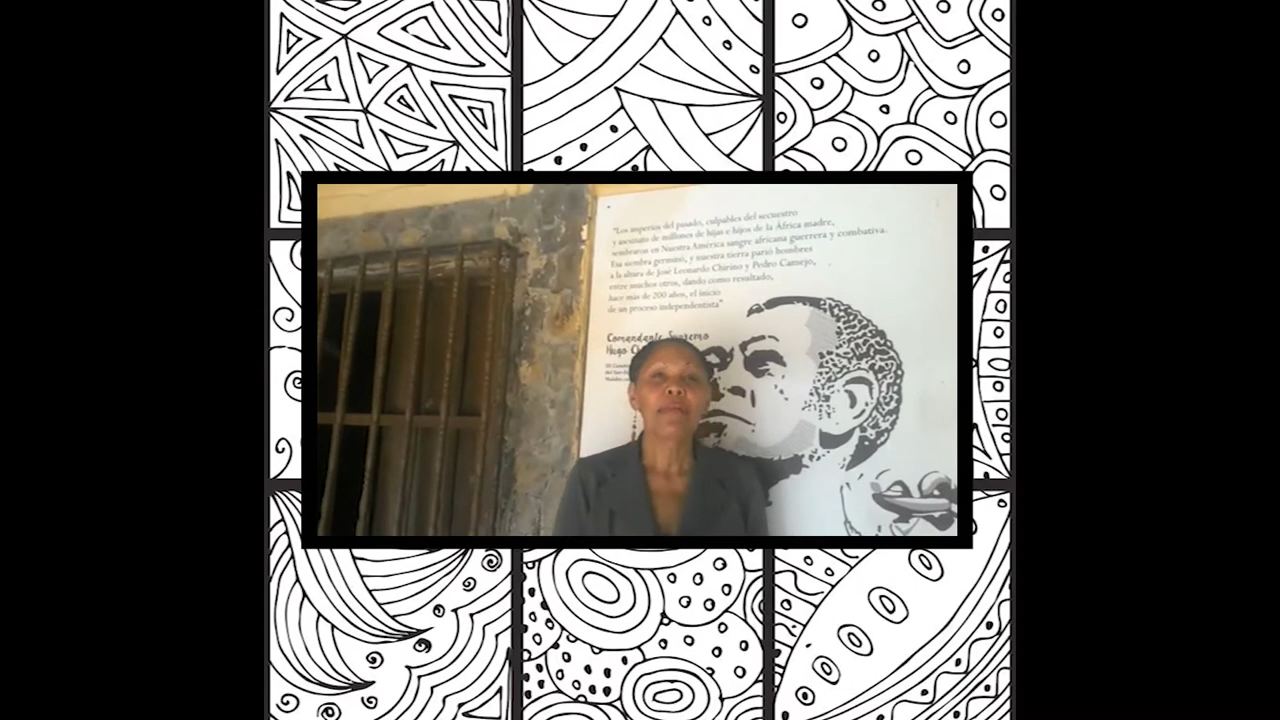 "Los imperios del pasado, culpables del secuestro
y asesinato de millones de hijas e hijos de la África madre,
sembraron en Nuestra América sangre africana guerrera y combativa.
Esa siembra germinó, y nuestra tierra parió hombres
a la altura de José Leonardo Chirino y Pedro Camejo,
entre muchos otros, dando como resultado,
hace más de 200 años, el inicio
de un proceso independentista"
Comandante Supremo
Hugo